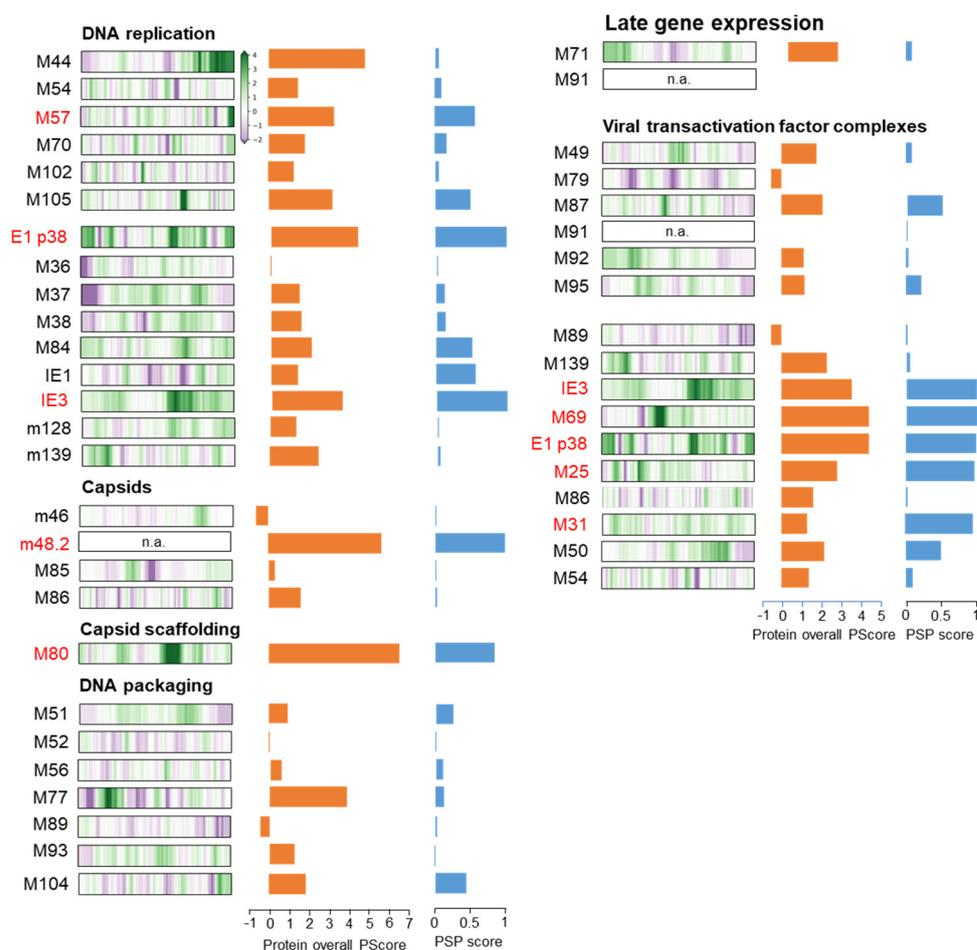 DNA replication
M44
4
3
2
1
0
−1
−2
M54
M57
M70
M102
M105
E1 p38
M36
M37
M38
M84
IE1
IE3
m128
m139
Capsids
m46
m48.2 n.a.
M85
M86
Capsid scaffolding
M80
DNA packaging
M51
M52
M56
M77
M89
M93
M104
-1 0 1 2 3 4 5 6 7
Protein overall PScore
0 0.5 1
PSP score
Late gene expression
M71
M91 n.a.
Viral transactivation factor complexes
M49
M79
M87
M91 n.a.
M92
M95
M89
M139
IE3
M69
E1 p38
M25
M86
M31
M50
M54
-1 0 1 2 3 4 5
Protein overall PScore
0 0.5 1
PSP score